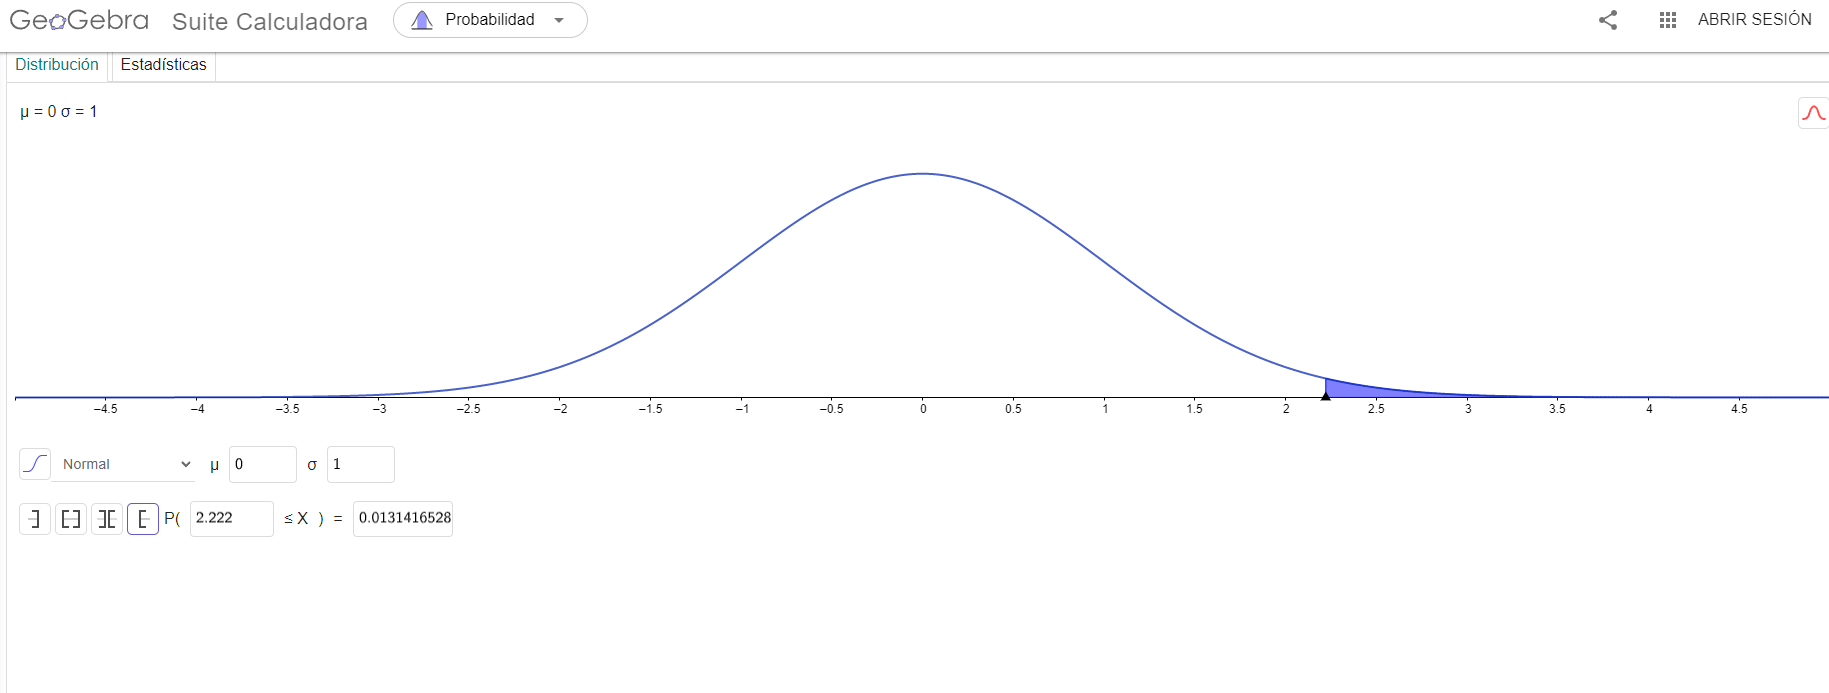 GeoGebra Suite Calculadora Probabilidad ABRIR SESIÓN
Distribución Estadísticas
μ = 0 σ = 1
−4.5 −4 −3.5 −3 −2.5 −2 −1.5 −1 −0.5 0 0.5 1 1.5 2 2.5 3 3.5 4 4.5
Normal μ 0 σ 1
P( 2.222 ≤ X ) = 0.0131416528